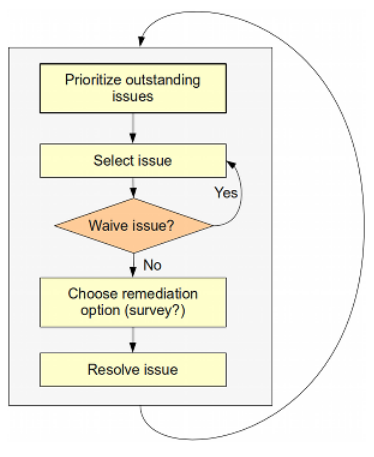 Prioritize outstanding
issues
Select issue
Yes
Waive issue?
No
Choose remediation
option (survey?)
Resolve issue